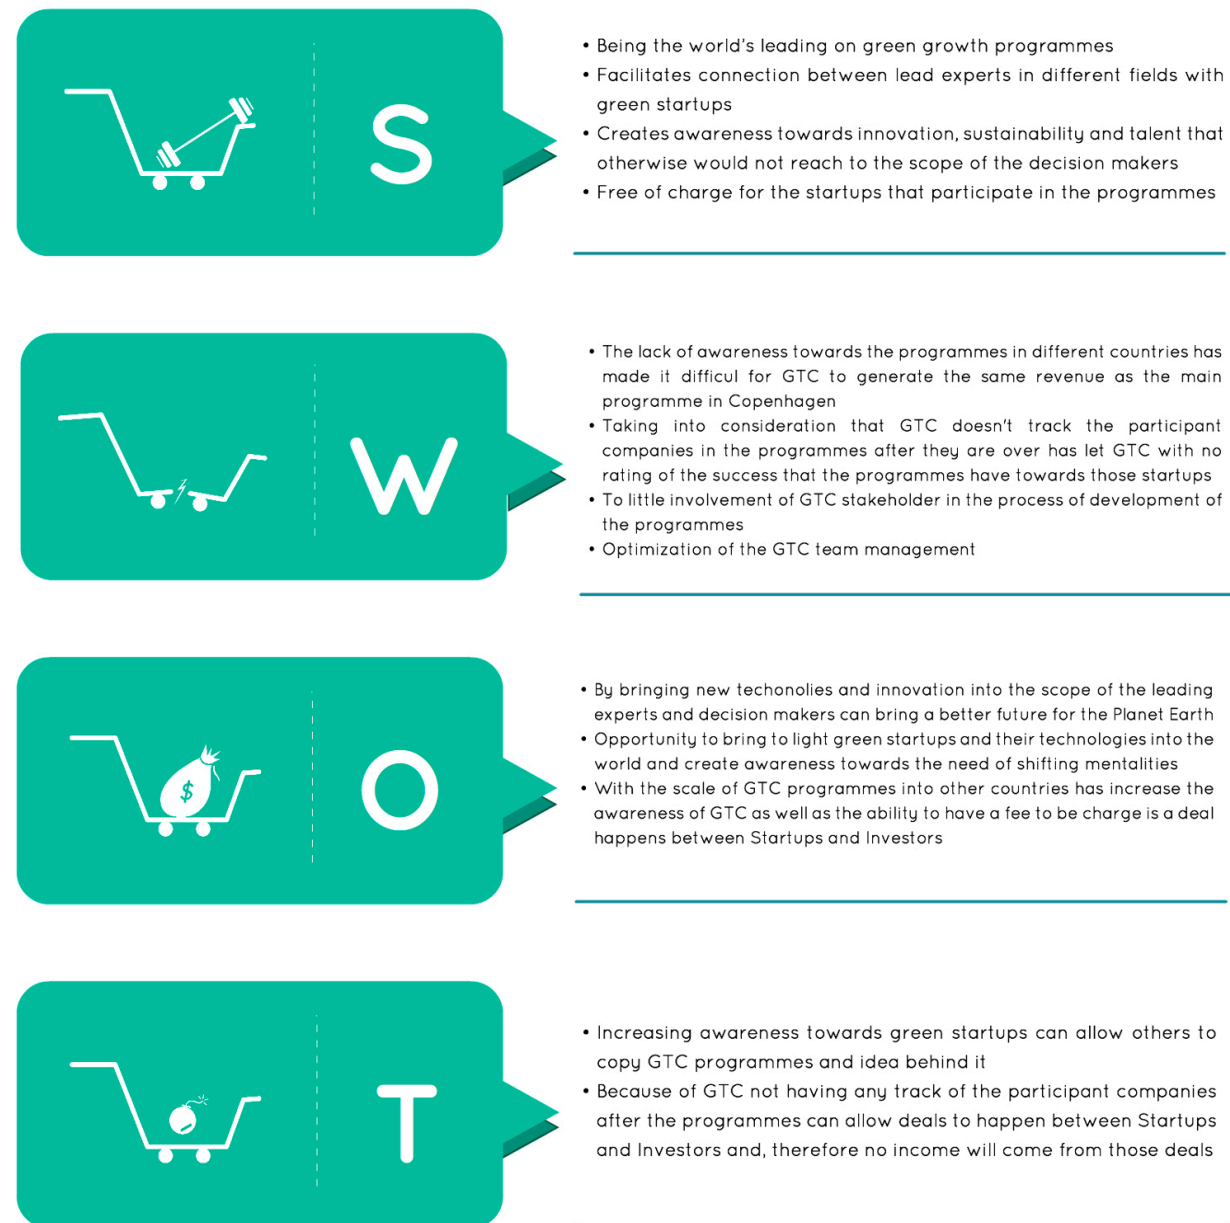 S
• Being the world's leading on green growth programmes
• Facilitates connection between lead experts in different fields with
green startups
• Creates awareness towards innovation, sustainability and talent that
otherwise would not reach to the scope of the decision makers
• Free of charge for the startups that participate in the programmes
W
• The lack of awareness towards the programmes in different countries has
made it difficul for GTC to generate the same revenue as the main
programme in Copenhagen
• Taking into consideration that GTC doesn't track the participant
companies in the programmes after they are over has let GTC with no
rating of the success that the programmes have towards those startups
• To little involvement of GTC stakeholder in the process of development of
the programmes
• Optimization of the GTC team management
$
O
• By bringing new techonolies and innovation into the scope of the leading
experts and decision makers can bring a better future for the Planet Earth
• Opportunity to bring to light green startups and their technologies into the
world and create awareness towards the need of shifting mentalities
• With the scale of GTC programmes into other countries has increase the
awareness of GTC as well as the ability to have a fee to be charge is a deal
happens between Startups and Investors
T
• Increasing awareness towards green startups can allow others to
copy GTC programmes and idea behind it
• Because of GTC not having any track of the participant companies
after the programmes can allow deals to happen between Startups
and Investors and, therefore no income will come from those deals